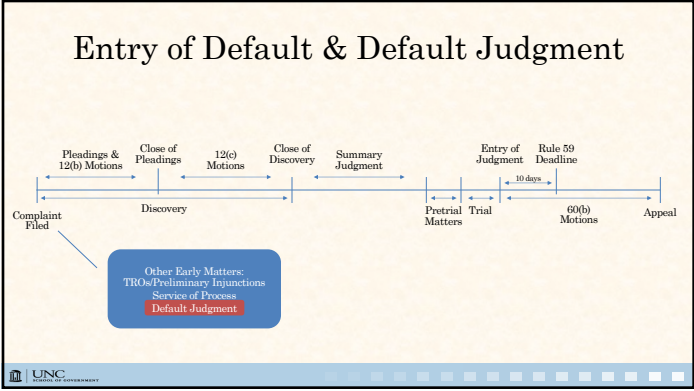 Entry of Default & Default Judgment
Pleadings &
12(b) Motions
Close of
Pleadings
12(c)
Motions
Close of
Discovery
Summary
Judgment
Entry of
Judgment
Rule 59
Deadline
10 days
Complaint
Filed
Discovery
Pretrial
Matters
Trial
60(b)
Motions
Appeal
Other Early Matters:
TROs/Preliminary Injunctions
Service of Process
Default Judgment
UNC
SCHOOL OF GOVERNMENT